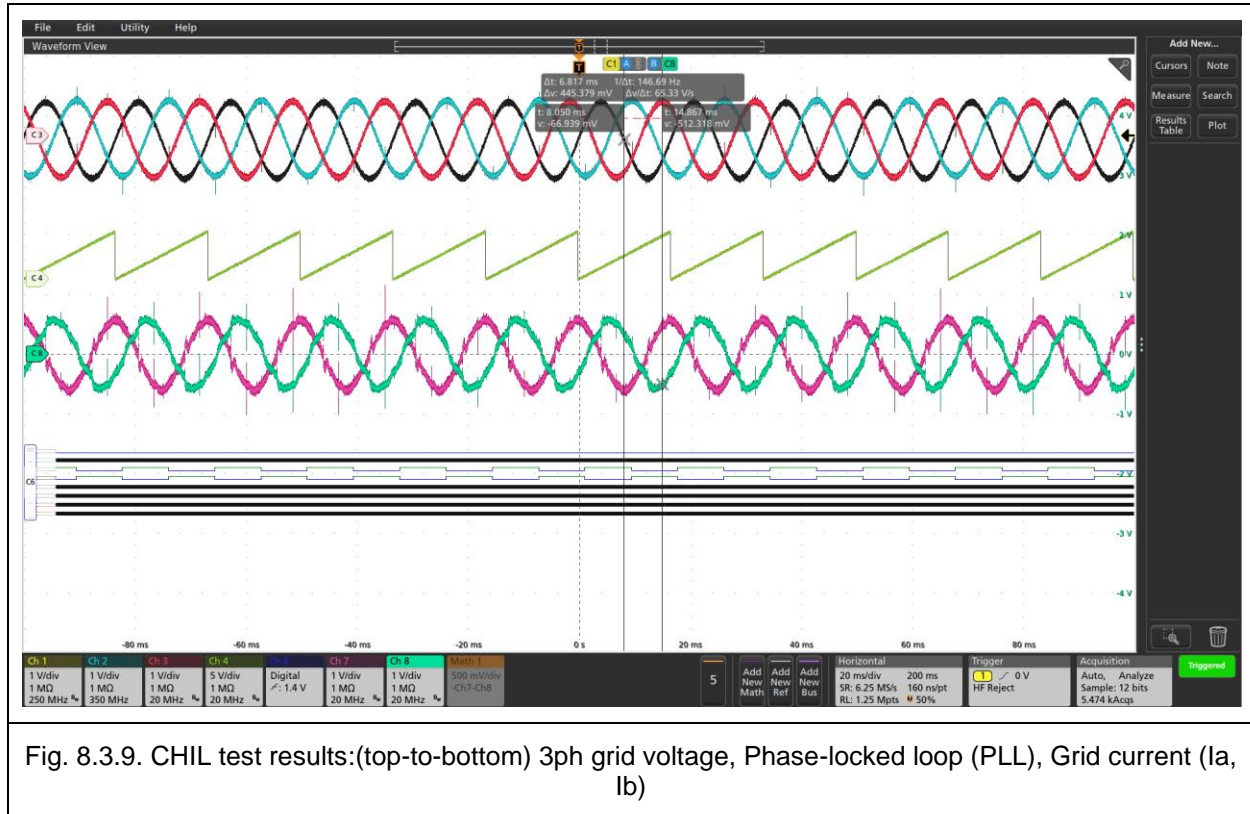 File Edit Utility Help
Waveform View
Add New...
Cursors Note
Measure Search
Results Table Plot
T
C1 A B C8
T
Δt: 6.817 ms 1/Δt: 146.69 Hz
Δv: 445.379 mV Δv/Δt: 65.33 V/s
t: 8.050 ms
v: -66.939 mV
t: 14.867 ms
v: -512.318 mV
C3
4 V
3 V
2 V
C4
1 V
C8
0 V
-1 V
C6
-2 V
-3 V
-4 V
-80 ms -60 ms -40 ms -20 ms 0 s 20 ms 40 ms 60 ms 80 ms
Ch 1
1 V/div
1 MΩ
250 MHz Bw
Ch 2
1 V/div
1 MΩ
350 MHz
Ch 3
1 V/div
1 MΩ
20 MHz Bw
Ch 4
5 V/div
1 MΩ
20 MHz Bw
Digital
: 1.4 V
Ch 7
1 V/div
1 MΩ
20 MHz Bw
Ch 8
1 V/div
1 MΩ
20 MHz Bw
Math 1
500 mV/div
-Ch7-Ch8
5
Add New Math
Add New Ref
Add New Bus
Horizontal
20 ms/div 200 ms
SR: 6.25 MS/s 160 ns/pt
RL: 1.25 Mpts 50%
Trigger
1 0 V
HF Reject
Acquisition
Auto, Analyze
Sample: 12 bits
5.474 kAcqs
Triggered
Fig. 8.3.9. CHIL test results:(top-to-bottom) 3ph grid voltage, Phase-locked loop (PLL), Grid current (Ia,
Ib)